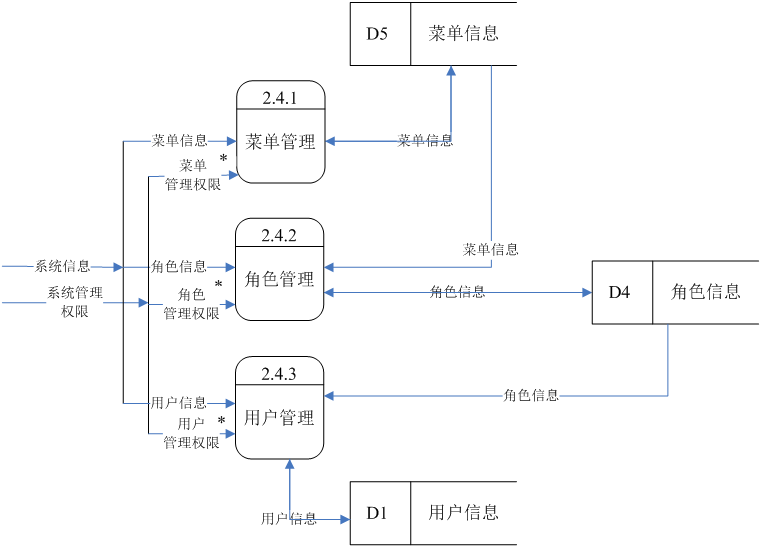 D5
菜单信息
2.4.1
菜单信息
菜单管理
菜单信息
*
菜单
管理权限
2.4.2
菜单信息
系统信息
角色信息
角色管理
*
角色信息
D4
角色信息
系统管理
权限
角色
管理权限
2.4.3
角色信息
用户信息
用户管理
*
用户
管理权限
用户信息
D1
用户信息